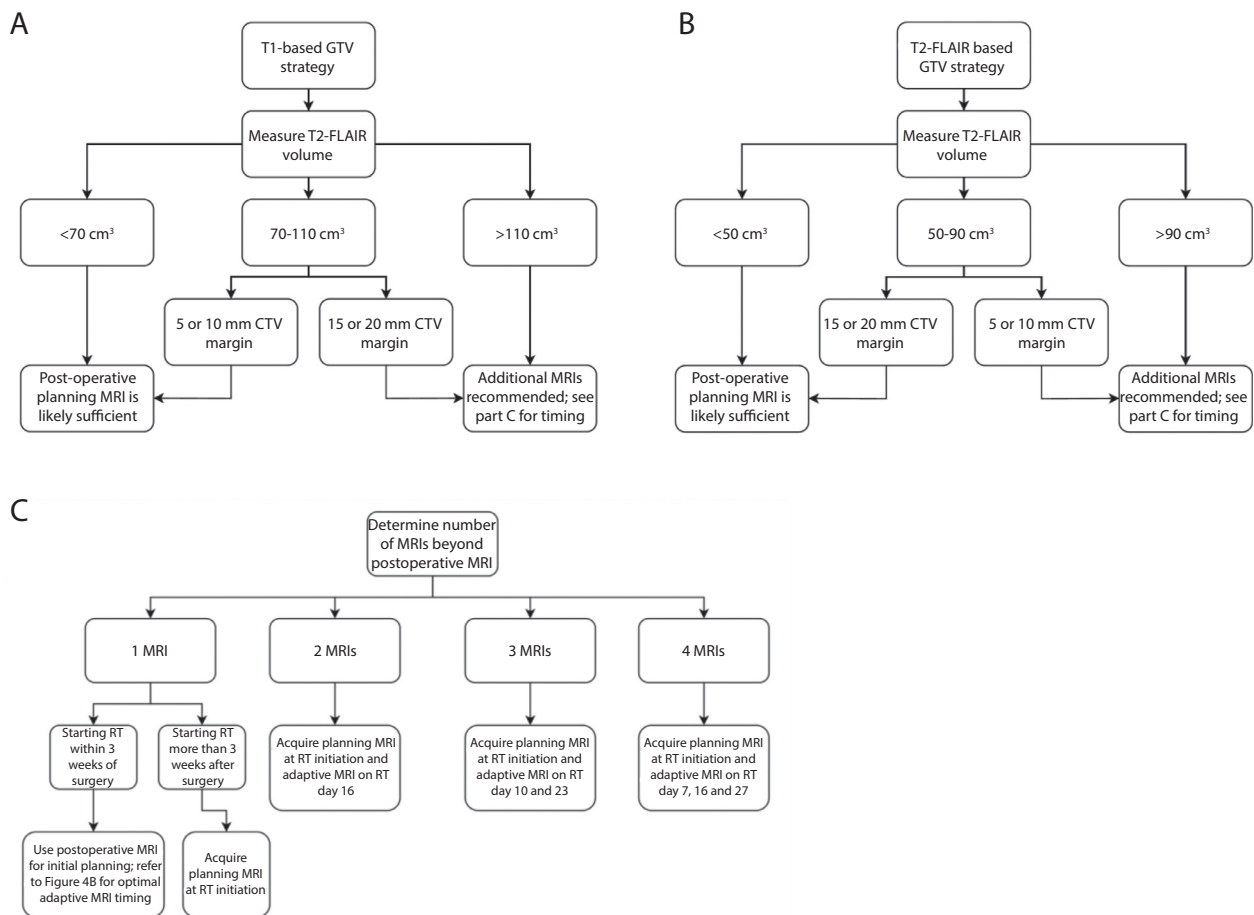 A
T1-based GTV
strategy
Measure T2-FLAIR
volume
<70 cm³
70-110 cm³
>110 cm³
5 or 10 mm CTV
margin
15 or 20 mm CTV
margin
Post-operative
planning MRI is
likely sufficient
Additional MRIs
recommended; see
part C for timing
B
T2-FLAIR based
GTV strategy
Measure T2-FLAIR
volume
<50 cm³
50-90 cm³
>90 cm³
15 or 20 mm CTV
margin
5 or 10 mm CTV
margin
Post-operative
planning MRI is
likely sufficient
Additional MRIs
recommended; see
part C for timing
C
Determine number
of MRIs beyond
postoperative MRI
1 MRI
2 MRIs
3 MRIs
4 MRIs
Starting RT
within 3
weeks of
surgery
Starting RT
more than 3
weeks after
surgery
Acquire planning MRI
at RT initiation and
adaptive MRI on RT
day 16
Acquire planning MRI
at RT initiation and
adaptive MRI on RT
day 10 and 23
Acquire planning MRI
at RT initiation and
adaptive MRI on RT
day 7, 16 and 27
Use postoperative MRI
for initial planning; refer
to Figure 4B for optimal
adaptive MRI timing
Acquire
planning MRI
at RT initiation